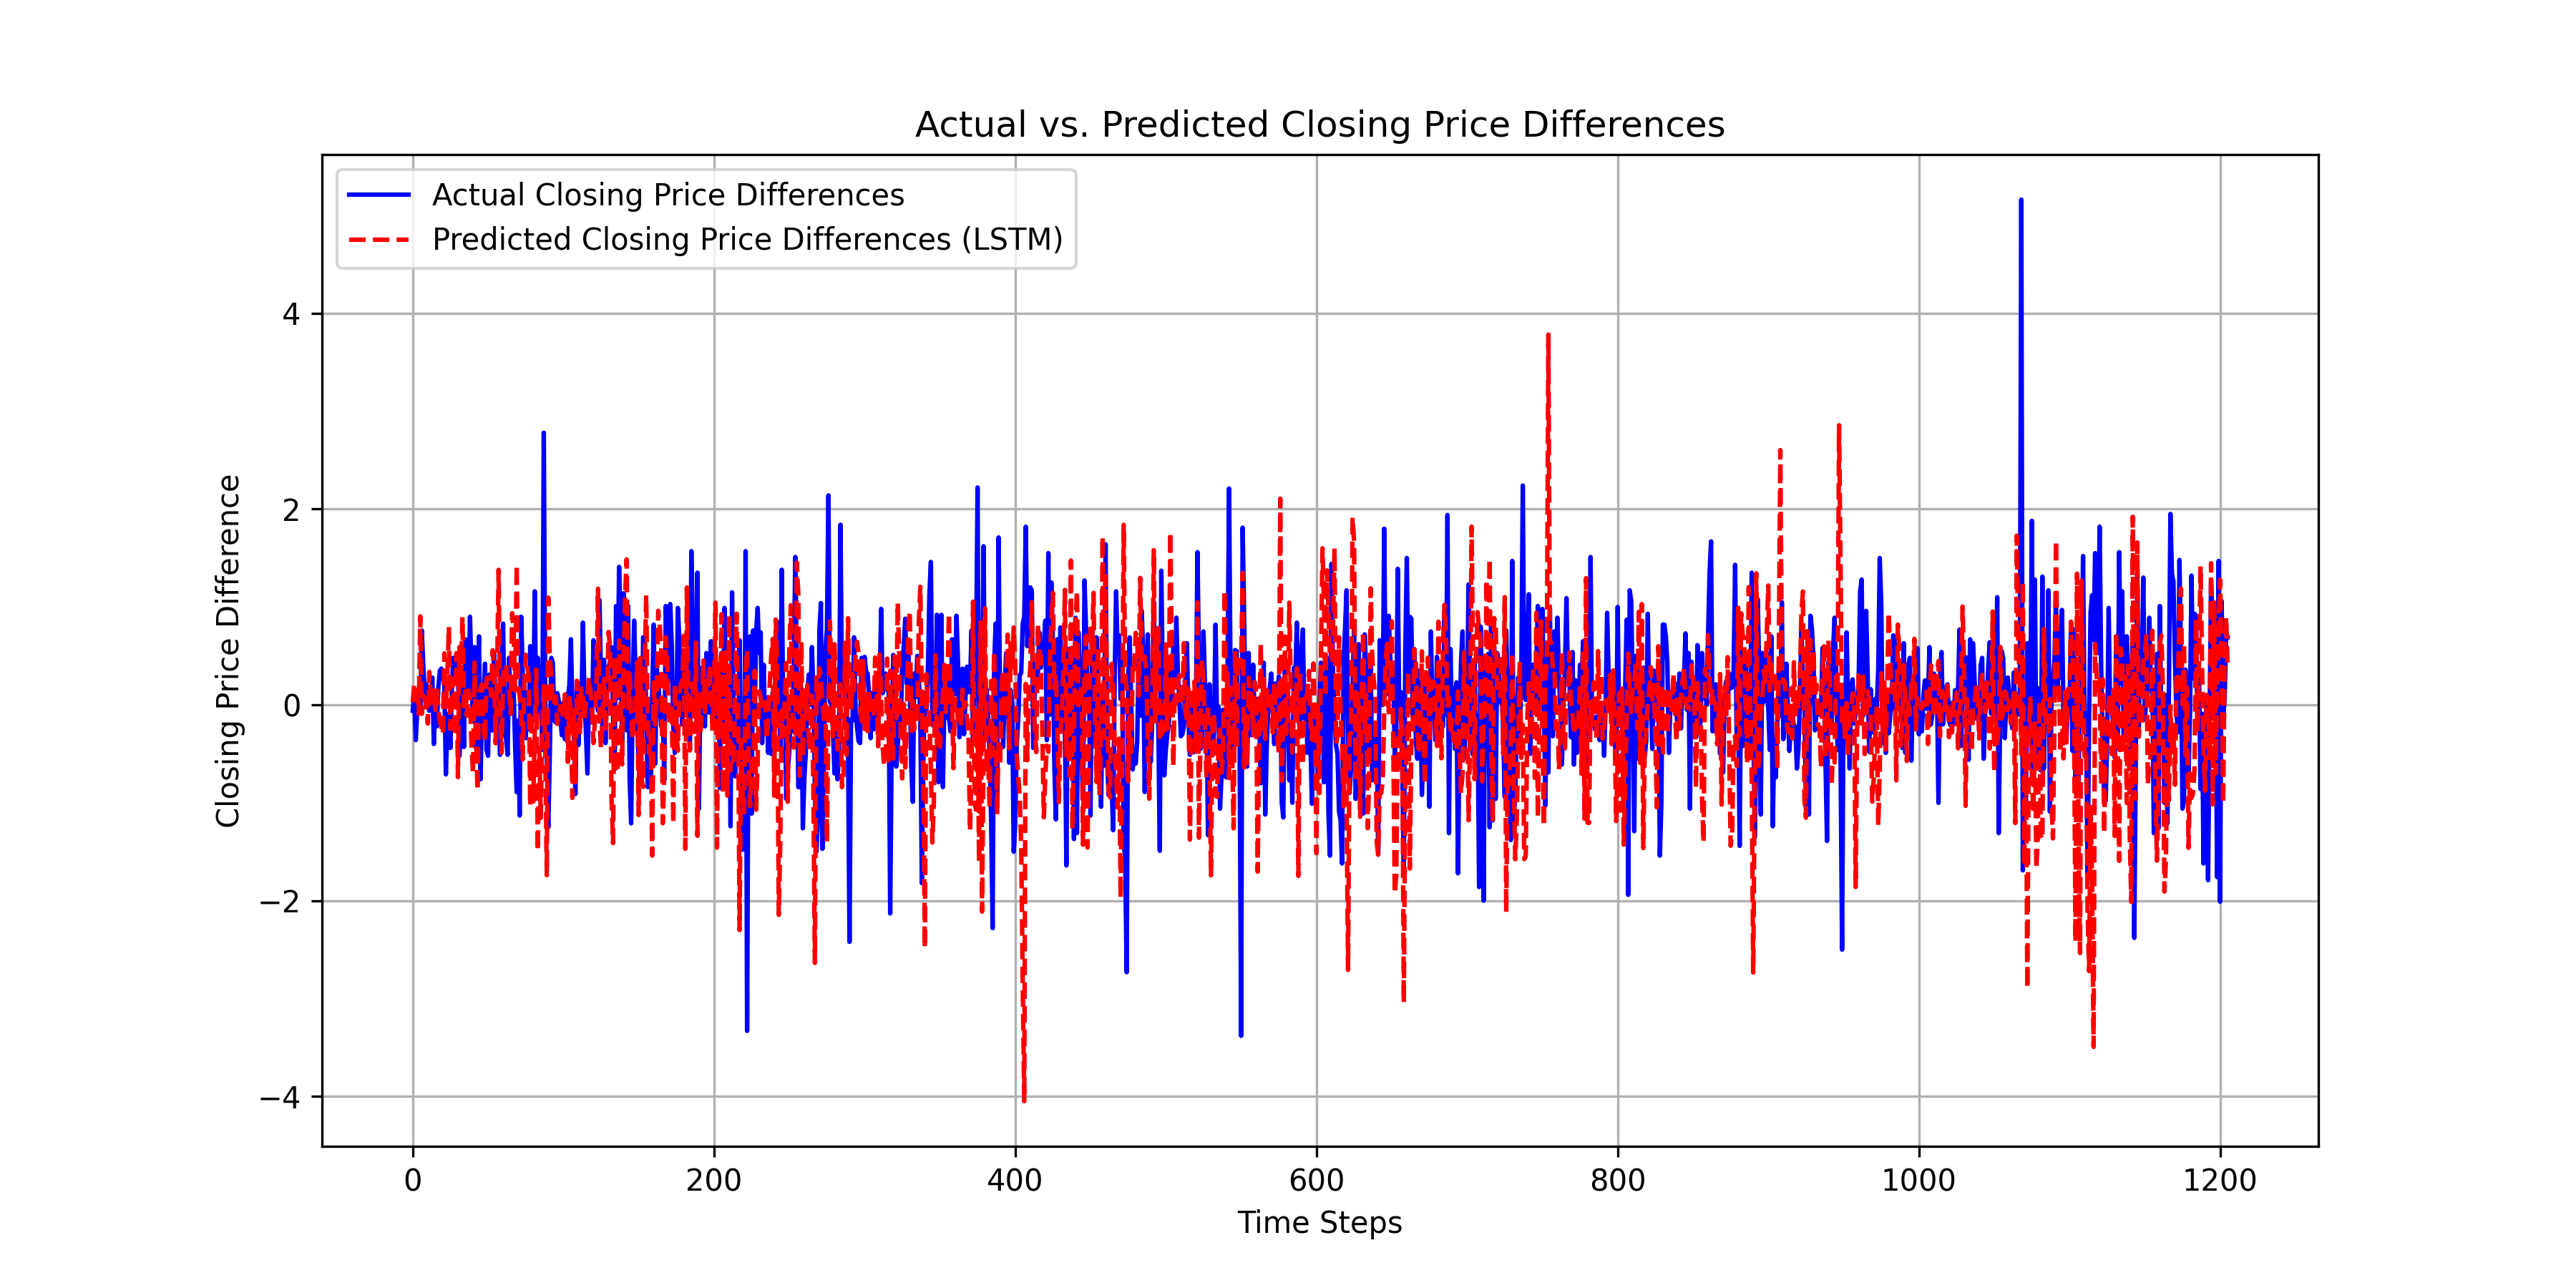 Actual vs. Predicted Closing Price Differences
Actual Closing Price Differences
Predicted Closing Price Differences (LSTM)
Closing Price Difference
4
2
0
−2
−4
0 200 400 600 800 1000 1200
Time Steps